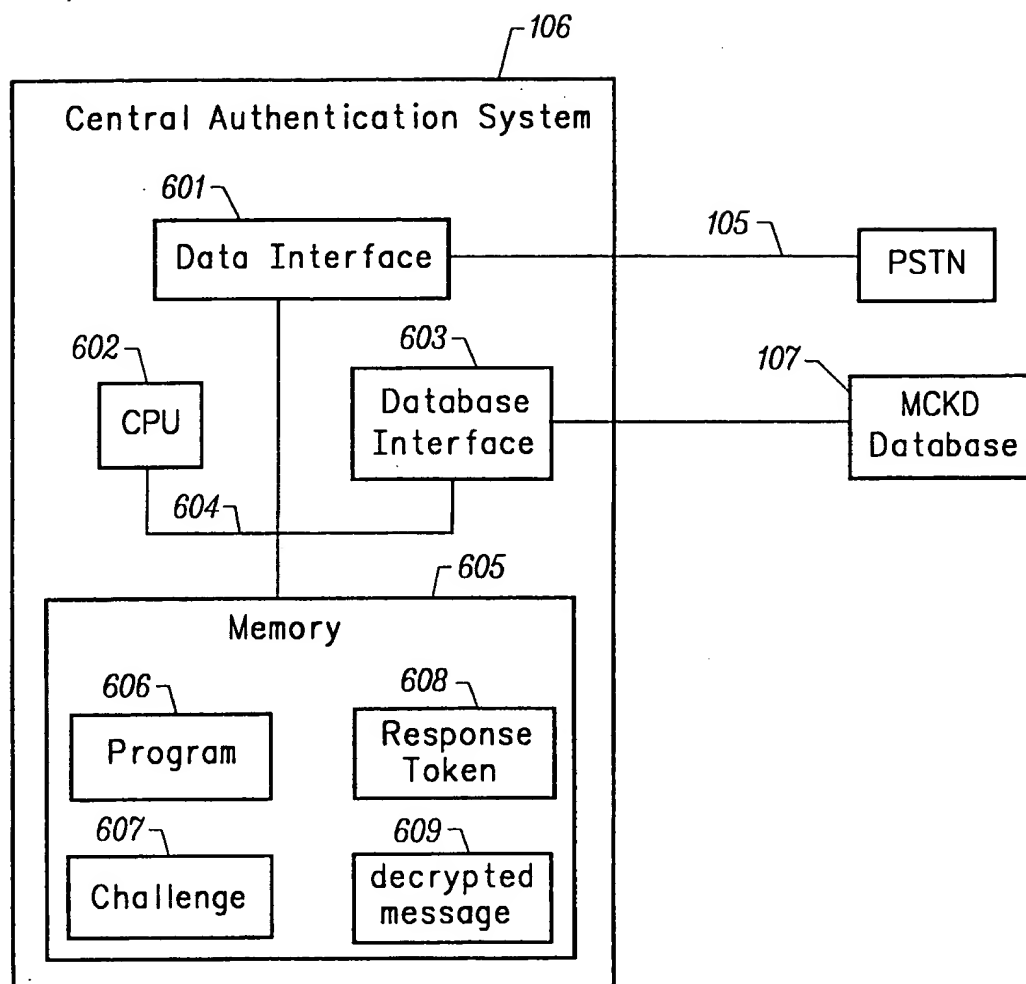 106
Central Authentication System
601
Data Interface
105
PSTN
602
CPU
603
Database
Interface
107
MCKD
Database
604
605
Memory
606
Program
608
Response
Token
607
Challenge
609
decrypted
message